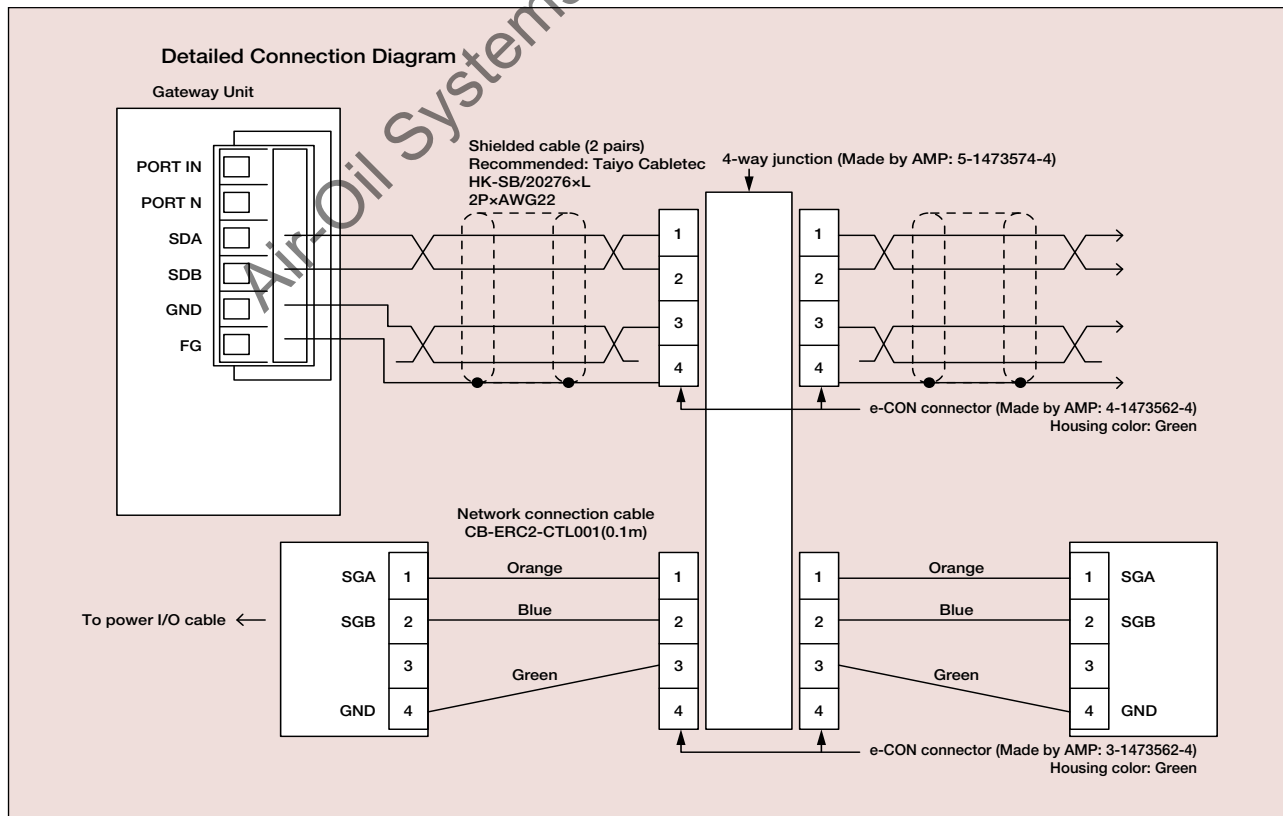 Detailed Connection Diagram
Gateway Unit
PORT IN
PORT N
SDA
SDB
GND
FG
Shielded cable (2 pairs)
Recommended: Taiyo Cabletec
HK-SB/20276×L
2P×AWG22
4-way junction (Made by AMP: 5-1473574-4)
1
2
3
4
1
2
3
4
e-CON connector (Made by AMP: 4-1473562-4)
Housing color: Green
Network connection cable
CB-ERC2-CTL001(0.1m)
To power I/O cable
SGA
SGB
GND
1
2
3
4
Orange
Blue
Green
1
2
3
4
1
2
3
4
Orange
Blue
Green
1
2
3
4
SGA
SGB
GND
e-CON connector (Made by AMP: 3-1473562-4)
Housing color: Green
Air-Oil Systems